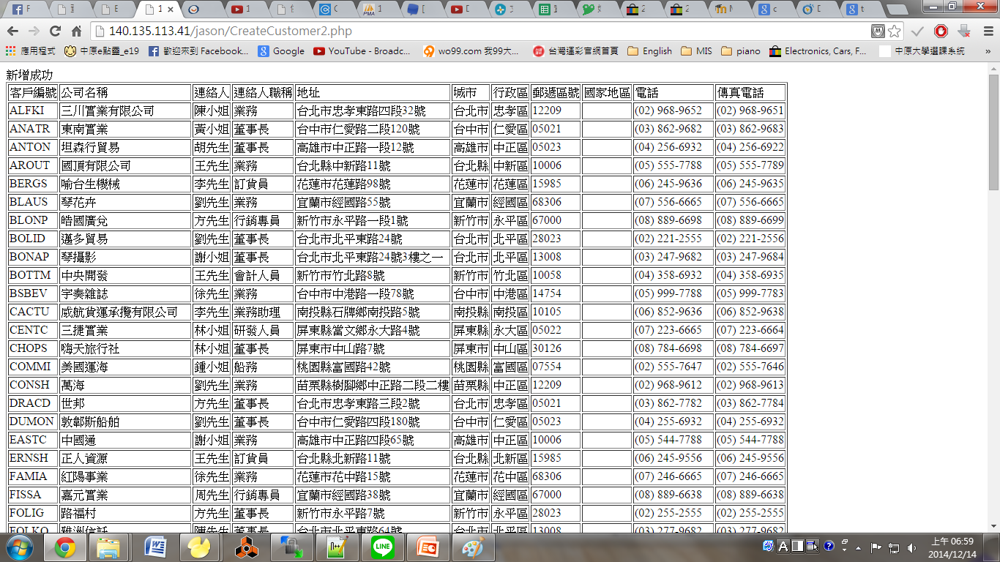 140.135.113.41/jason/CreateCustomer2.php
應用程式 中原e點靈_e19 歡迎來到 Facebook... Google YouTube - Broadc... wo99.com 我99大... 台灣運彩官網首頁 English MIS piano Electronics, Cars, F... 中原大學選課系統 »
新增成功
客戶編號 公司名稱 連絡人 連絡人職稱 地址 城市 行政區 郵遞區號 國家地區 電話 傳真電話
ALFKI 三川實業有限公司 陳小姐 業務 台北市忠孝東路四段32號 台北市 忠孝區 12209 (02) 968-9652 (02) 968-9651
ANATR 東南實業 黃小姐 董事長 台中市仁愛路二段120號 台中市 仁愛區 05021 (03) 862-9682 (03) 862-9683
ANTON 坦森行貿易 胡先生 董事長 高雄市中正路一段12號 高雄市 中正區 05023 (04) 256-6932 (04) 256-6922
AROUT 國頂有限公司 王先生 業務 台北縣中新路11號 台北縣 中新區 10006 (05) 555-7788 (05) 555-7789
BERGS 喻台生機械 李先生 訂貨員 花蓮市花蓮路98號 花蓮市 花蓮區 15985 (06) 245-9636 (06) 245-9635
BLAUS 琴花卉 劉先生 業務 宜蘭市經國路55號 宜蘭市 經國區 68306 (07) 556-6665 (07) 556-6665
BLONP 皓國廣兌 方先生 行銷專員 新竹市永平路一段1號 新竹市 永平區 67000 (08) 889-6698 (08) 889-6699
BOLID 邁多貿易 劉先生 董事長 台北市北平東路24號 台北市 北平區 28023 (02) 221-2555 (02) 221-2556
BONAP 琴攝影 謝小姐 董事長 台北市北平東路24號3樓之一 台北市 北平區 13008 (03) 247-9682 (03) 247-9684
BOTTM 中央開發 王先生 會計人員 新竹市竹北路8號 新竹市 竹北區 10058 (04) 358-6932 (04) 358-6935
BSBEV 宇奏雜誌 徐先生 業務 台中市中港路一段78號 台中市 中港區 14754 (05) 999-7788 (05) 999-7783
CACTU 威航貨運承攬有限公司 李先生 業務助理 南投縣石牌鄉南投路5號 南投縣 南投區 10105 (06) 852-9636 (06) 852-9638
CENTC 三捷實業 林小姐 研發人員 屏東縣當文鄉永大路4號 屏東縣 永大區 05022 (07) 223-6665 (07) 223-6664
CHOPS 嗨天旅行社 林小姐 董事長 屏東市中山路7號 屏東市 中山區 30126 (08) 784-6698 (08) 784-6697
COMMI 美國運海 鍾小姐 船務 桃園縣富國路42號 桃園縣 富國區 07554 (02) 555-7647 (02) 555-7646
CONSH 萬海 劉先生 業務 苗栗縣樹腳鄉中正路二段二樓 苗栗縣 中正區 12209 (02) 968-9612 (02) 968-9613
DRACD 世邦 方先生 董事長 台北市忠孝東路三段2號 台北市 忠孝區 05021 (03) 862-7782 (03) 862-7784
DUMON 敦鄣斯船舶 劉先生 董事長 台中市仁愛路四段180號 台中市 仁愛區 05023 (04) 255-6932 (04) 255-6932
EASTC 中國通 謝小姐 業務 高雄市中正路四段65號 高雄市 中正區 10006 (05) 544-7788 (05) 544-7788
ERNSH 正人資源 王先生 訂貨員 台北縣北新路11號 台北縣 北新區 15985 (06) 245-9556 (06) 245-9556
FAMIA 紅陽事業 徐先生 業務 花蓮市花中路15號 花蓮市 花中區 68306 (07) 246-6665 (07) 246-6665
FISSA 嘉元實業 周先生 行銷專員 宜蘭市經國路38號 宜蘭市 經國區 67000 (08) 889-6638 (08) 889-6638
FOLIG 路福村 方先生 董事長 新竹市永平路7號 新竹市 永平區 28023 (02) 255-2555 (02) 255-2555
FOLKO 雅洲信託 陳先生 董事長 台北市北平東路64號 台北市 北平區 13008 (03) 277-9682 (03) 277-9682
上午 06:59
2014/12/14